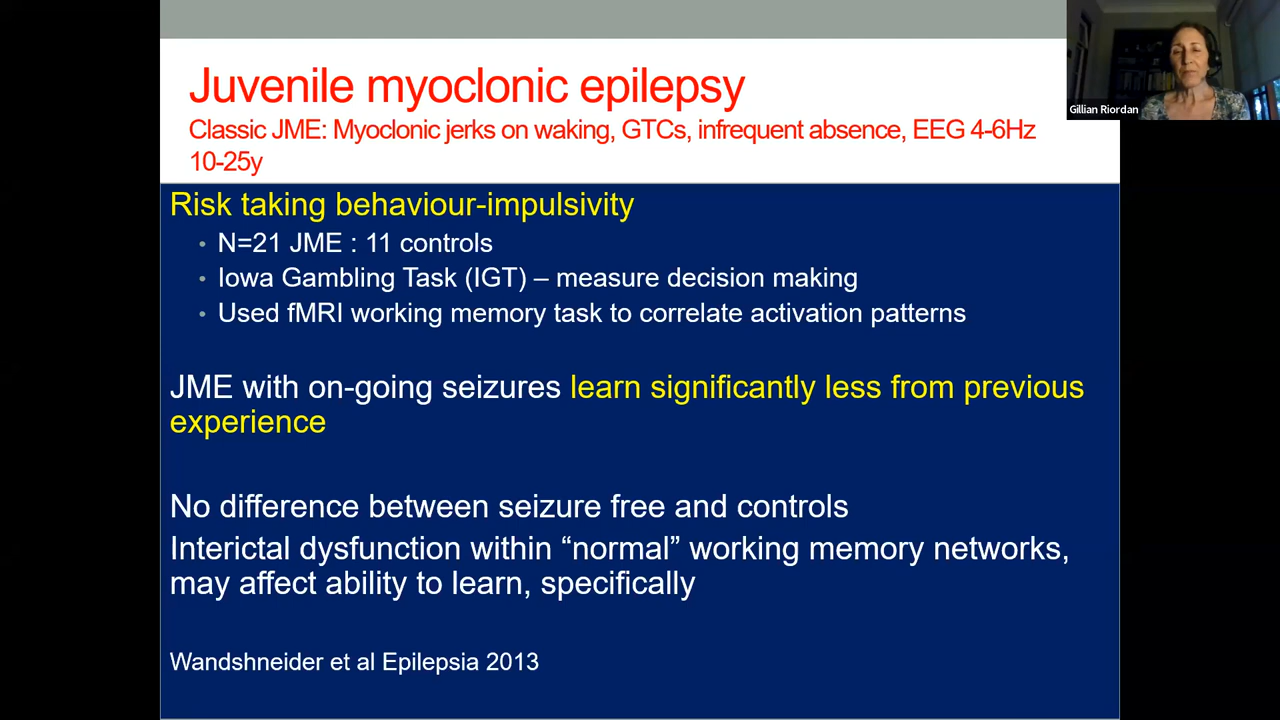 Juvenile myoclonic epilepsy
Classic JME: Myoclonic jerks on waking, GTCs, infrequent absence, EEG 4-6Hz
10-25y
Gillian Riordan
Risk taking behaviour-impulsivity
• N=21 JME : 11 controls
• Iowa Gambling Task (IGT) – measure decision making
• Used fMRI working memory task to correlate activation patterns
JME with on-going seizures learn significantly less from previous
experience
No difference between seizure free and controls
Interictal dysfunction within “normal” working memory networks,
may affect ability to learn, specifically
Wandshneider et al Epilepsia 2013